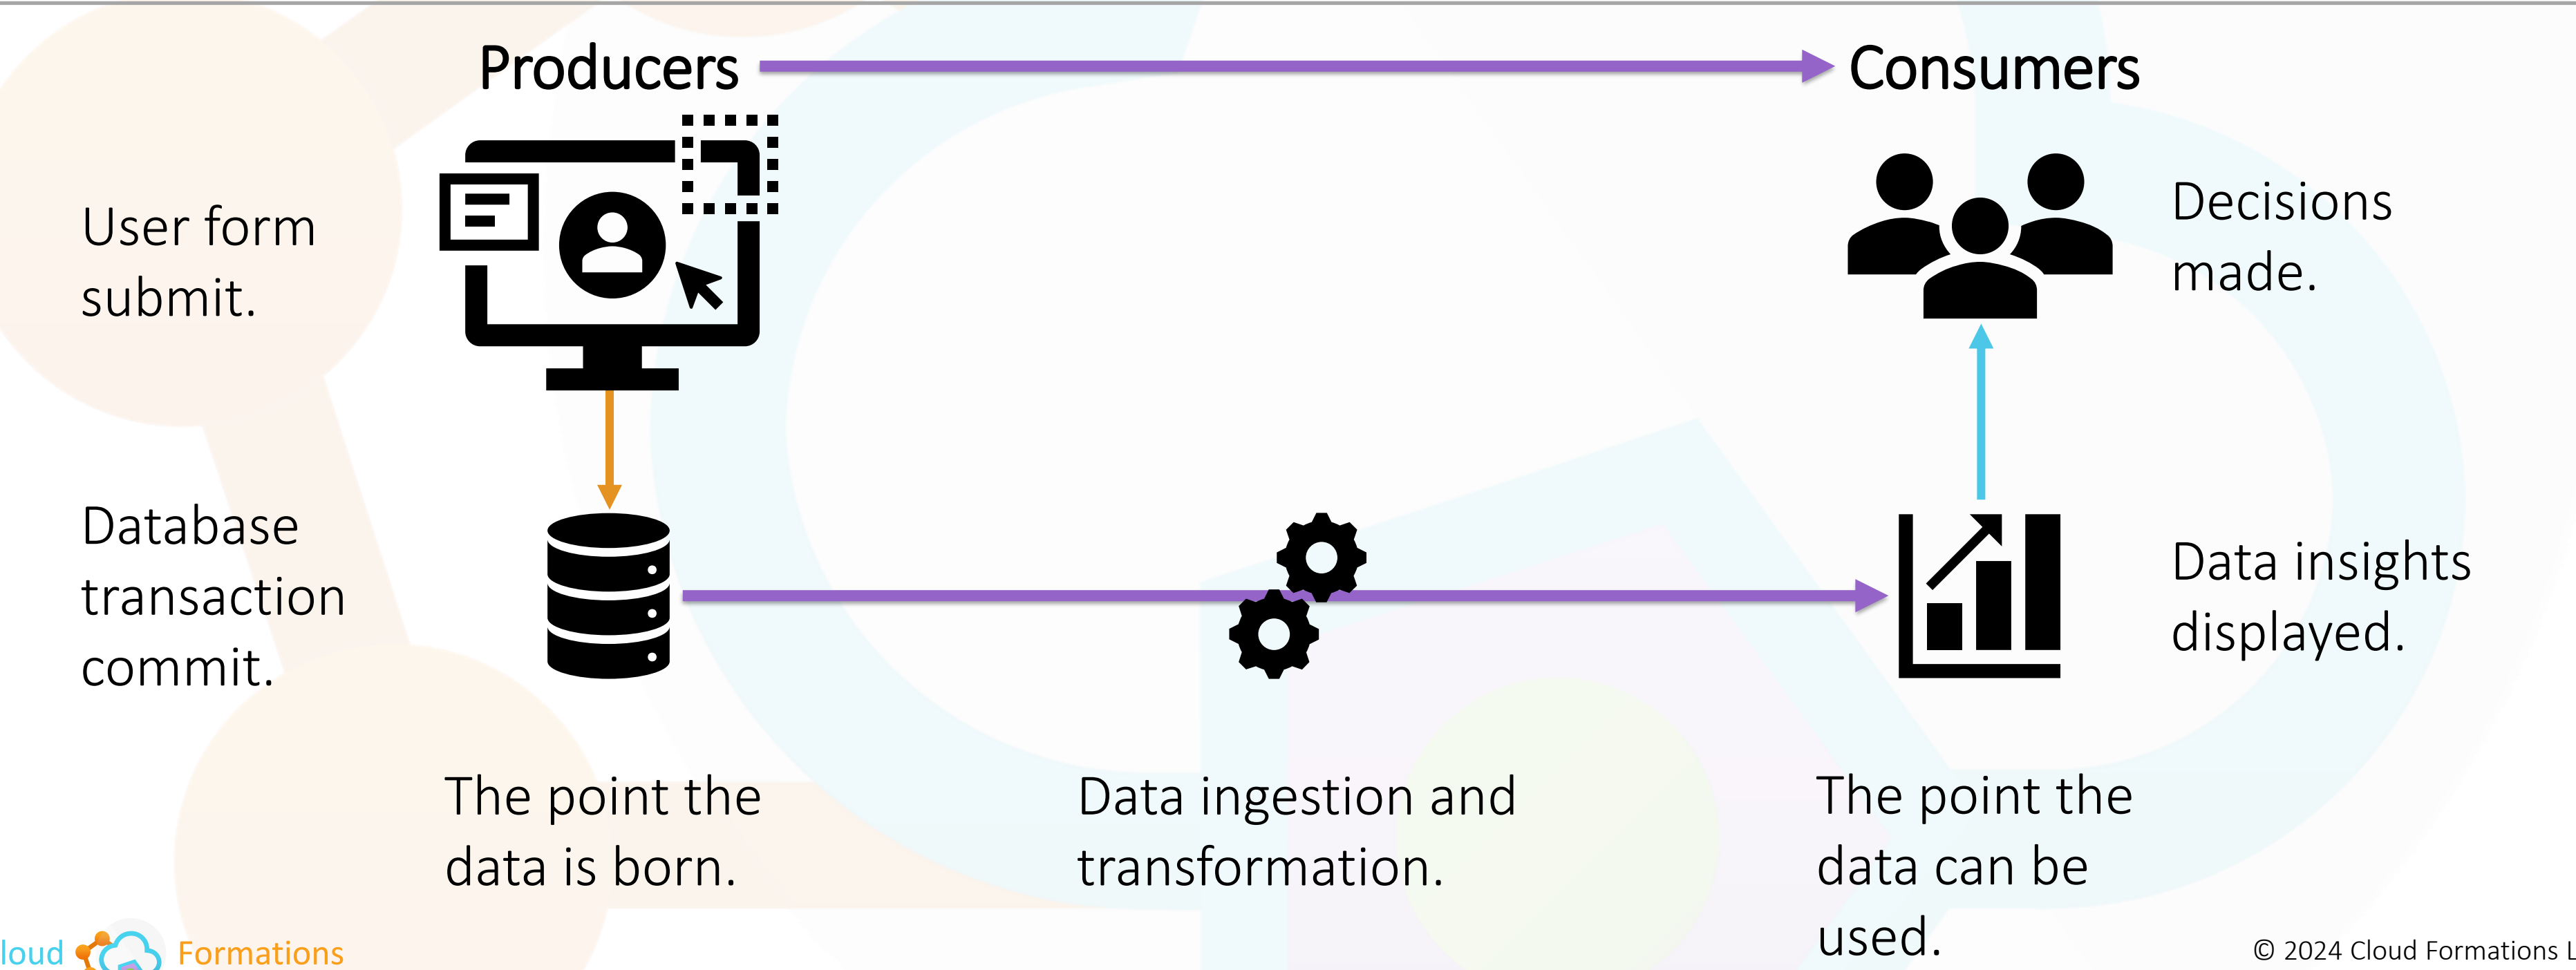 Producers
Consumers
User form
submit.
Decisions
made.
Database
transaction
commit.
Data insights
displayed.
The point the
data is born.
Data ingestion and
transformation.
The point the
data can be
used.
loud Formations
© 2024 Cloud Formations L